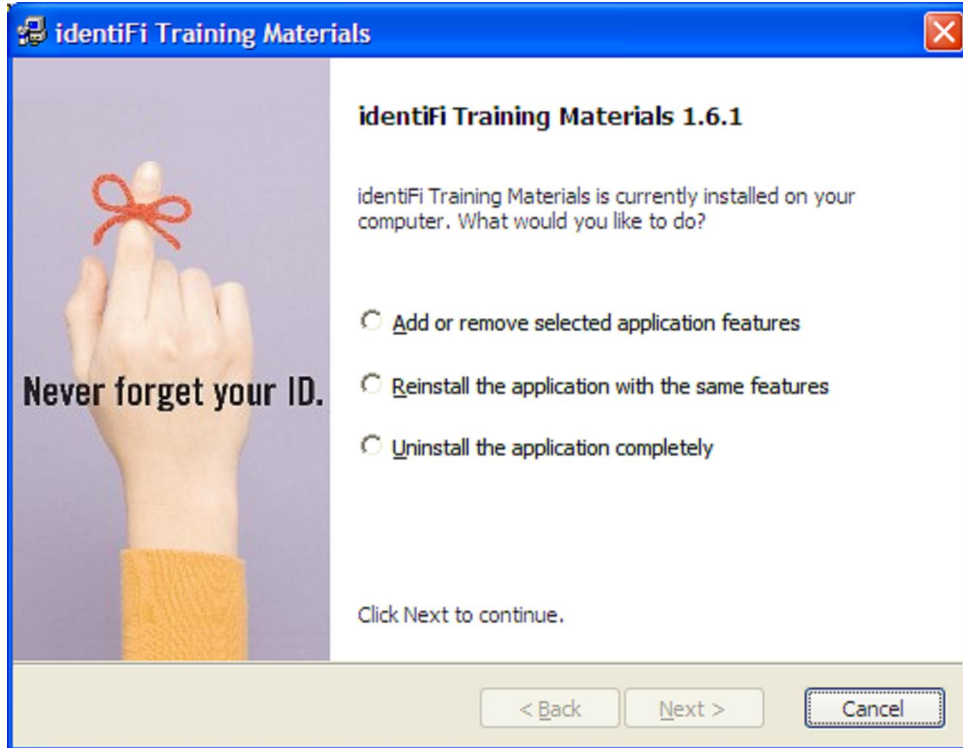 identiFi Training Materials
identiFi Training Materials 1.6.1
identiFi Training Materials is currently installed on your
computer. What would you like to do?
Add or remove selected application features
Reinstall the application with the same features
Never forget your ID.
Uninstall the application completely
Click Next to continue.
< Back
Next >
Cancel